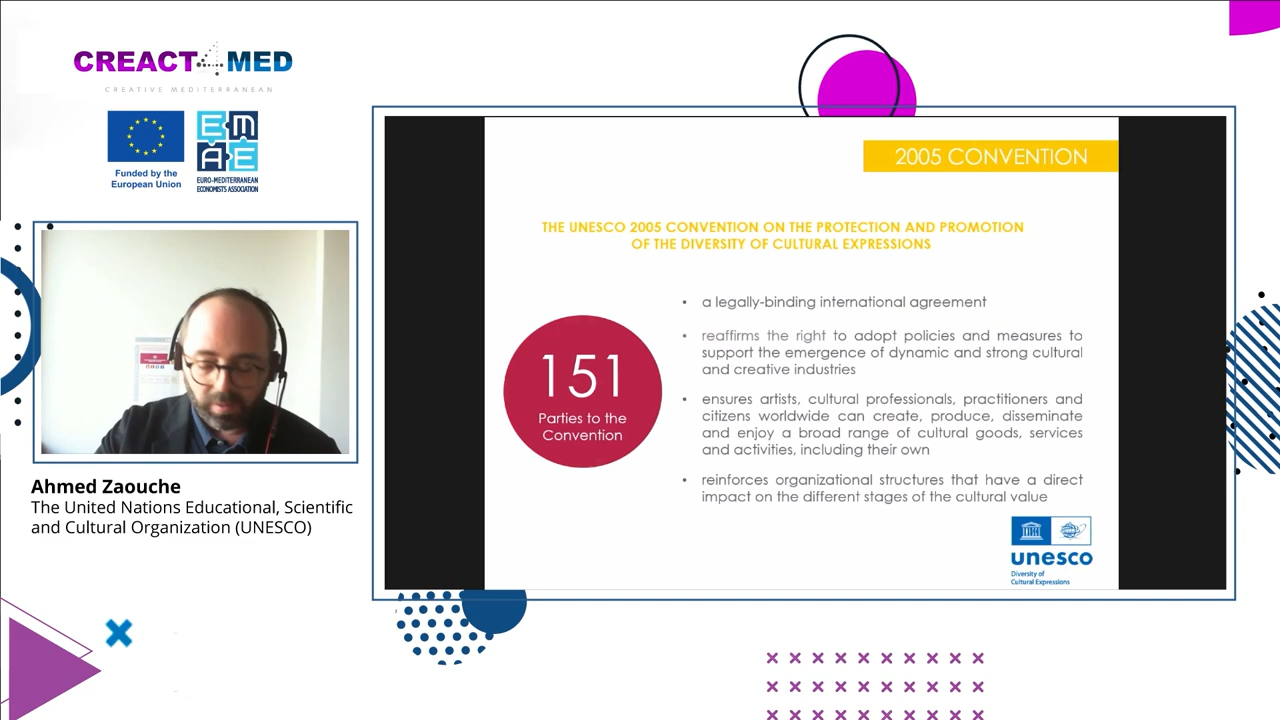 CREACT4MED
CREATIVE MEDITERRANEAN
Funded by the
European Union
EMAE
EURO-MEDITERRANEAN
ECONOMISTS ASSOCIATION
Ahmed Zaouche
The United Nations Educational, Scientific
and Cultural Organization (UNESCO)
2005 CONVENTION
THE UNESCO 2005 CONVENTION ON THE PROTECTION AND PROMOTION
OF THE DIVERSITY OF CULTURAL EXPRESSIONS
151
Parties to the
Convention
• a legally-binding international agreement
• reaffirms the right to adopt policies and measures to
support the emergence of dynamic and strong cultural
and creative industries
• ensures artists, cultural professionals, practitioners and
citizens worldwide can create, produce, disseminate
and enjoy a broad range of cultural goods, services
and activities, including their own
• reinforces organizational structures that have a direct
impact on the different stages of the cultural value
unesco
Diversity of
Cultural Expressions